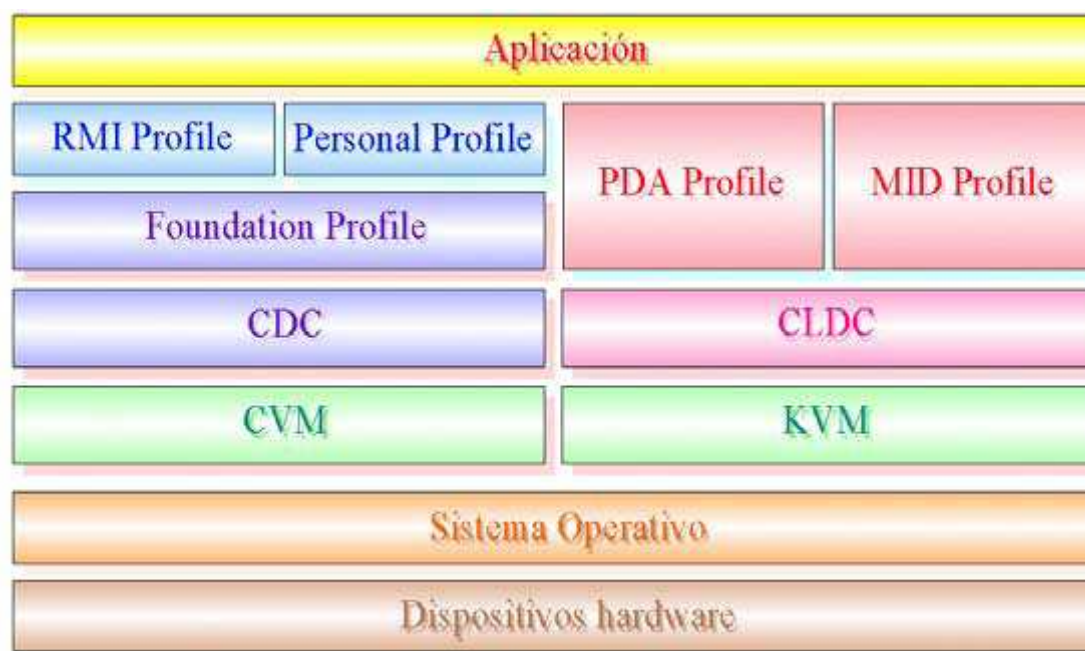 Aplicación
RMI Profile
Personal Profile
PDA Profile
MID Profile
Foundation Profile
CDC
CLDC
CVM
KVM
Sistema Operativo
Dispositivos hardware